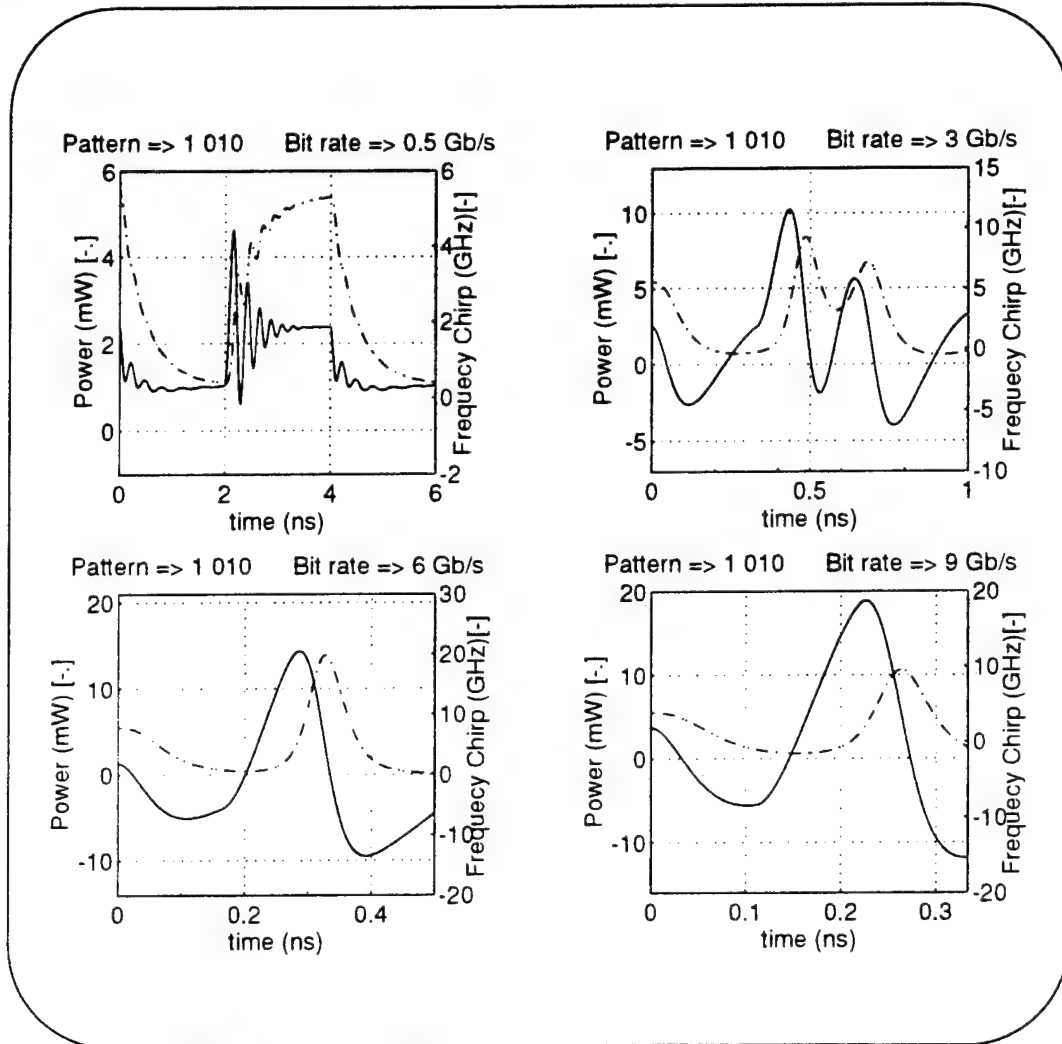 Pattern => 1 010 Bit rate => 0.5 Gb/s
6
4
2
0
Power (mW) [-.]
6
4
2
0
-2
Frequecy Chirp (GHz)[-]
0 2 4 6
time (ns)
Pattern => 1 010 Bit rate => 3 Gb/s
10
5
0
-5
Power (mW) [-.]
15
10
5
0
-5
-10
Frequecy Chirp (GHz)[-]
0 0.5 1
time (ns)
Pattern => 1 010 Bit rate => 6 Gb/s
20
10
0
-10
Power (mW) [-.]
30
20
10
0
-10
-20
Frequecy Chirp (GHz)[-]
0 0.2 0.4
time (ns)
Pattern => 1 010 Bit rate => 9 Gb/s
20
10
0
-10
Power (mW) [-.]
20
10
0
-10
-20
Frequecy Chirp (GHz)[-]
0 0.1 0.2 0.3
time (ns)